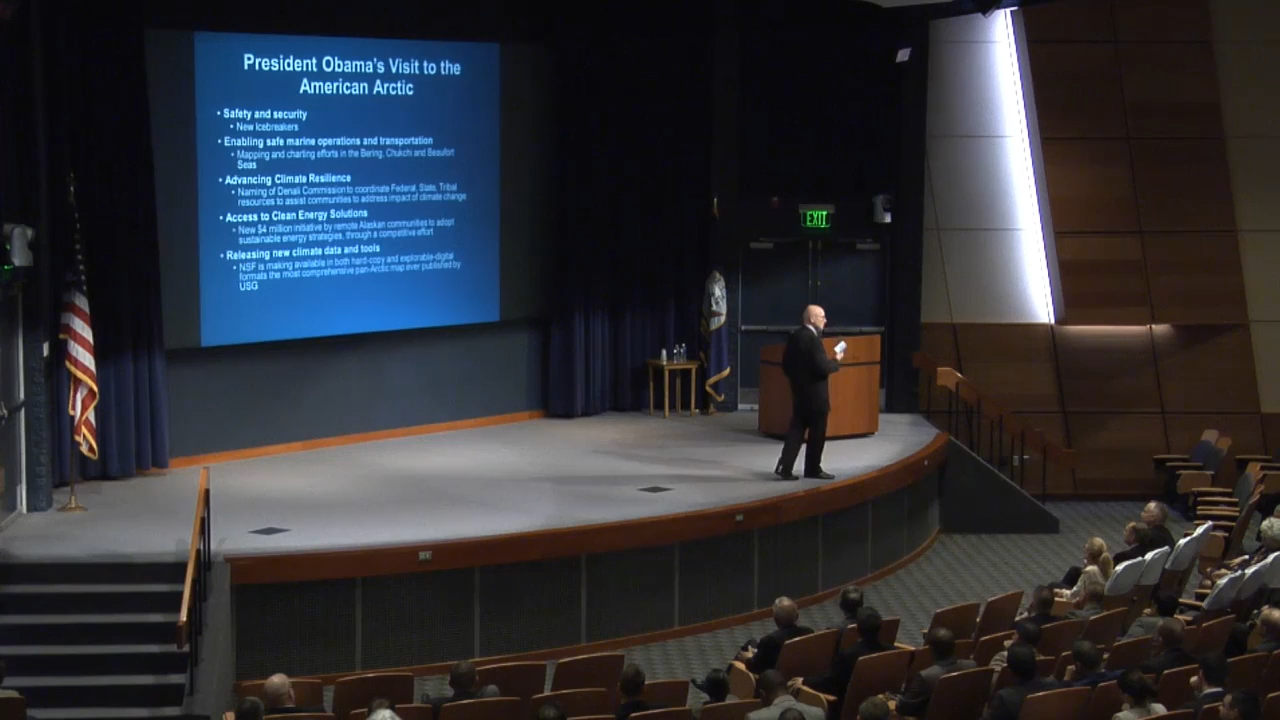 President Obama's Visit to the
American Arctic
• Safety and security
• New Icebreakers
• Enabling safe marine operations and transportation
• Mapping and charting efforts in the Bering, Chukchi and Beaufort
Seas
• Advancing Climate Resilience
• Naming of Denali Commission to coordinate Federal, State, Tribal
resources to assist communities to address impact of climate change
• Access to Clean Energy Solutions
• New $4 million initiative by remote Alaskan communities to adopt
sustainable energy strategies, through a competitive effort
• Releasing new climate data and tools
• NSF is making available in both hard-copy and explorable-digital
formats the most comprehensive pan-Arctic map ever published by
USG
EXIT